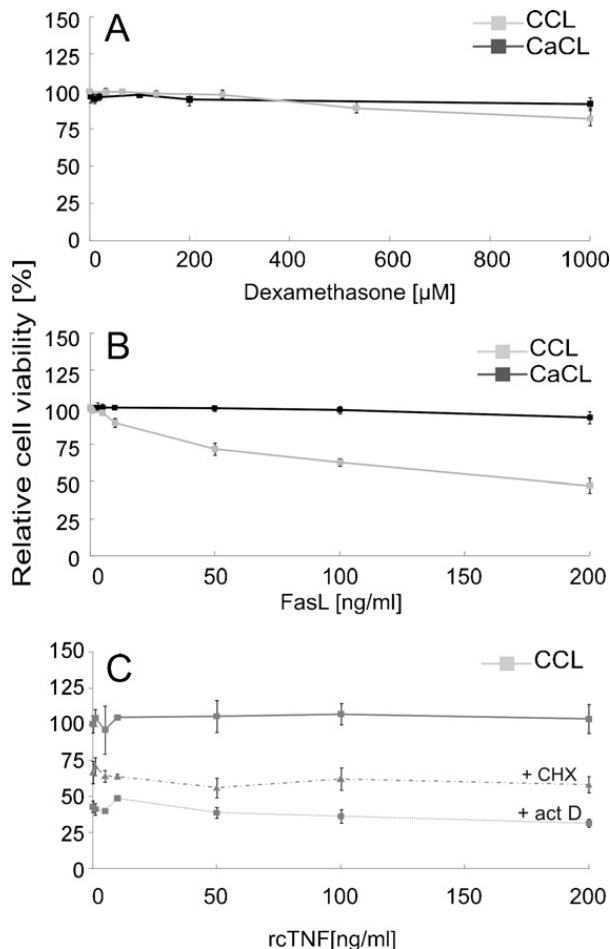 A
CCL
CaCL
150
125
100
75
50
25
0
0 200 400 600 800 1000
Dexamethasone [µM]
Relative cell viability [%]
B
CCL
CaCL
150
125
100
75
50
25
0
0 50 100 150 200
FasL [ng/ml]
C
CCL
150
125
100
75
50
25
0
+ CHX
+ act D
0 50 100 150 200
rcTNF[ng/ml]